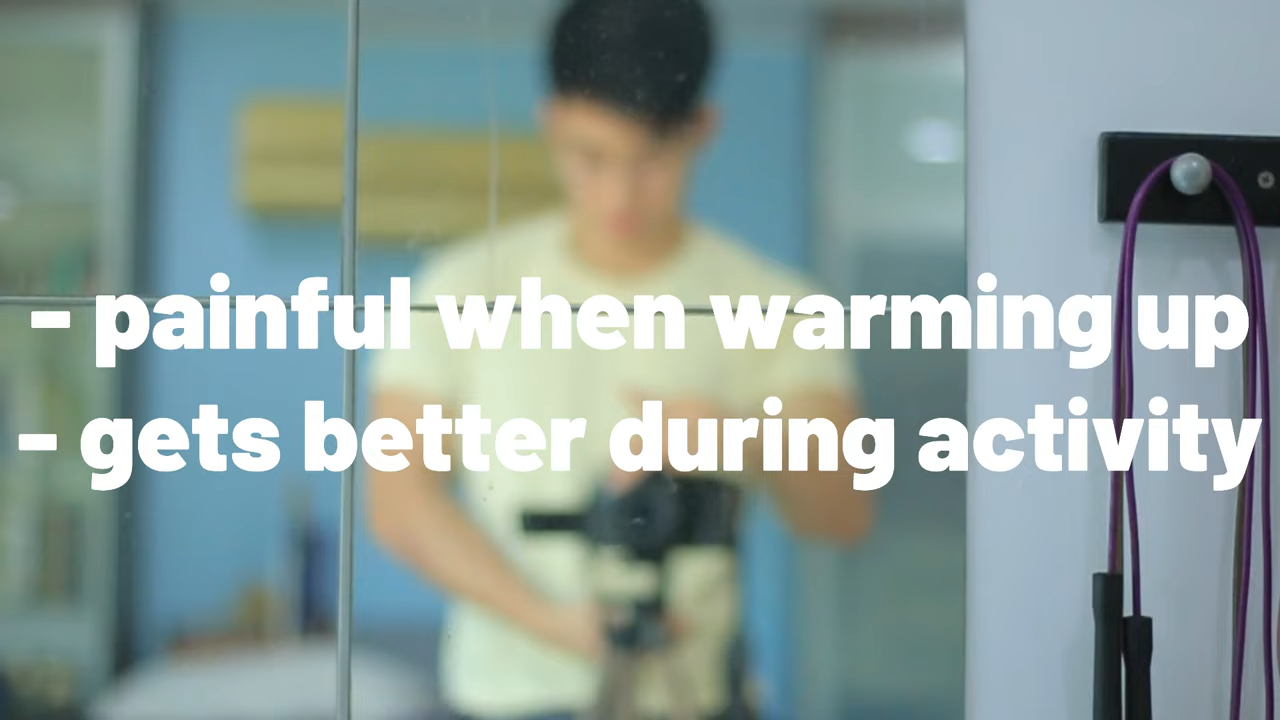 - painful when warming up
- gets better during activity